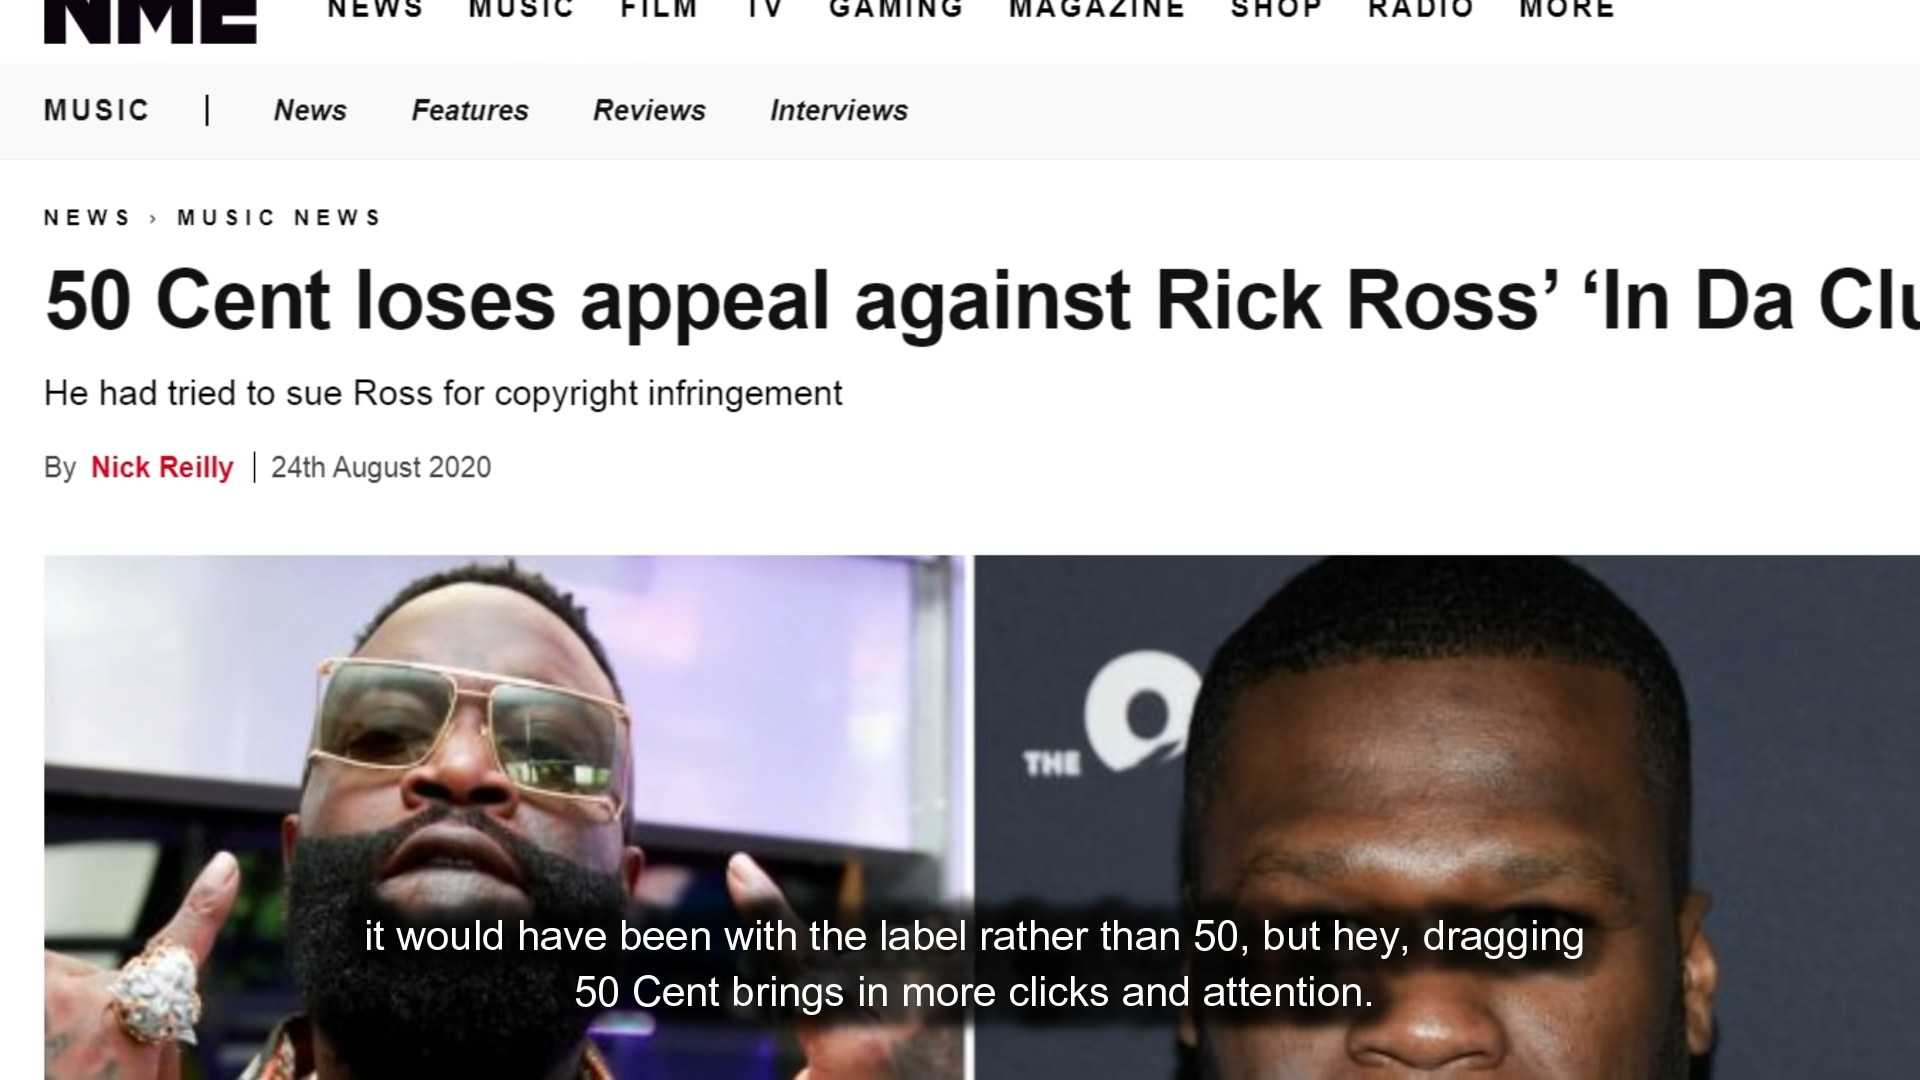 NME NEWS MUSIC FILM TV GAMING MAGAZINE SHOP RADIO MORE
MUSIC | News Features Reviews Interviews
NEWS › MUSIC NEWS
50 Cent loses appeal against Rick Ross’ ‘In Da Clu
He had tried to sue Ross for copyright infringement
By Nick Reilly | 24th August 2020
THE
it would have been with the label rather than 50, but hey, dragging
50 Cent brings in more clicks and attention.